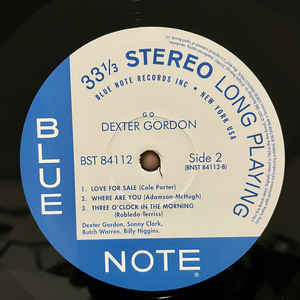 33⅓ STEREO LONG PLAYING
BLUE NOTE RECORDS INC • NEW YORK USA
GO
DEXTER GORDON
BST 84112
Side 2
(BNST 84112-B)
1. LOVE FOR SALE (Cole Porter)
2. WHERE ARE YOU (Adamson-McHugh)
3. THREE O'CLOCK IN THE MORNING
(Robledo-Terriss)
Dexter Gordon, Sonny Clark,
Butch Warren, Billy Higgins.
BLUE
NOTE
®